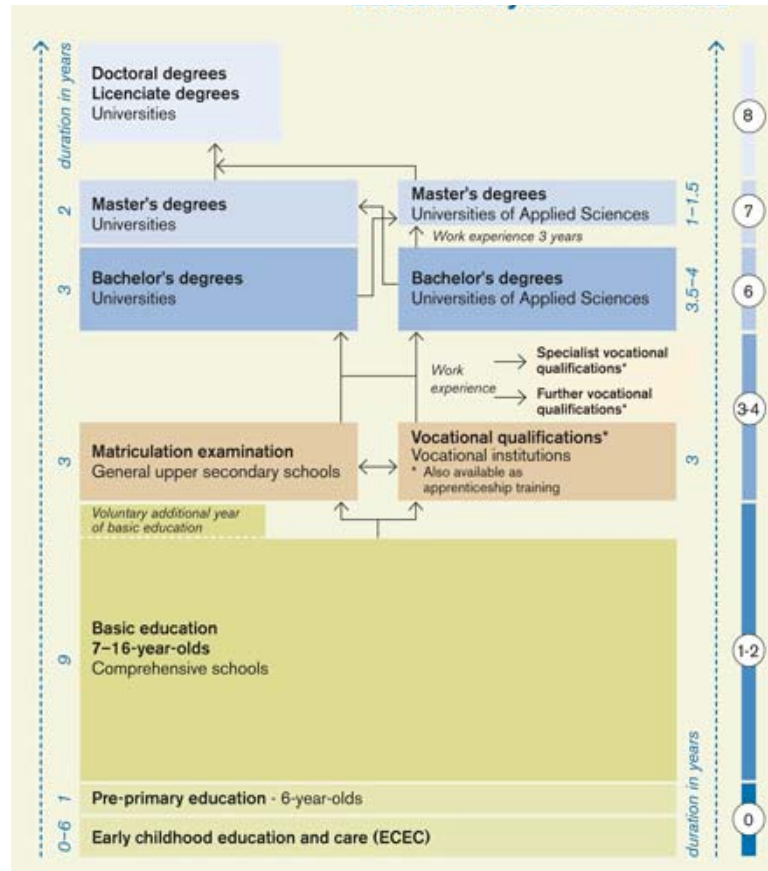 duration in years
Doctoral degrees
Licenciate degrees
Universities
8
2
Master's degrees
Universities
Master's degrees
Universities of Applied Sciences
1–1.5
7
Work experience 3 years
3
Bachelor's degrees
Universities
Bachelor's degrees
Universities of Applied Sciences
3.5–4
6
Work
experience
Specialist vocational
qualifications*
Further vocational
qualifications*
3-4
3
Matriculation examination
General upper secondary schools
Vocational qualifications*
Vocational institutions
* Also available as
apprenticeship training
3
Voluntary additional year
of basic education
9
Basic education
7–16-year-olds
Comprehensive schools
1-2
duration in years
1
Pre-primary education - 6-year-olds
0
0–6
Early childhood education and care (ECEC)